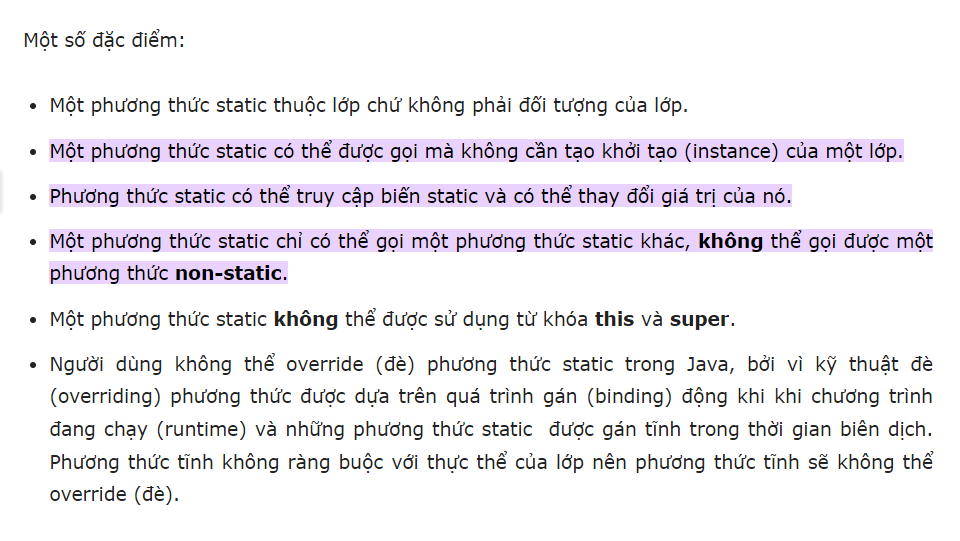 Một số đặc điểm:
• Một phương thức static thuộc lớp chứ không phải đối tượng của lớp.
• Một phương thức static có thể được gọi mà không cần tạo khởi tạo (instance) của một lớp.
• Phương thức static có thể truy cập biến static và có thể thay đổi giá trị của nó.
• Một phương thức static chỉ có thể gọi một phương thức static khác, không thể gọi được một
phương thức non-static.
• Một phương thức static không thể được sử dụng từ khóa this và super.
• Người dùng không thể override (đè) phương thức static trong Java, bởi vì kỹ thuật đè
(overriding) phương thức được dựa trên quá trình gán (binding) động khi khi chương trình
đang chạy (runtime) và những phương thức static được gán tĩnh trong thời gian biên dịch.
Phương thức tĩnh không ràng buộc với thực thể của lớp nên phương thức tĩnh sẽ không thể
override (đè).